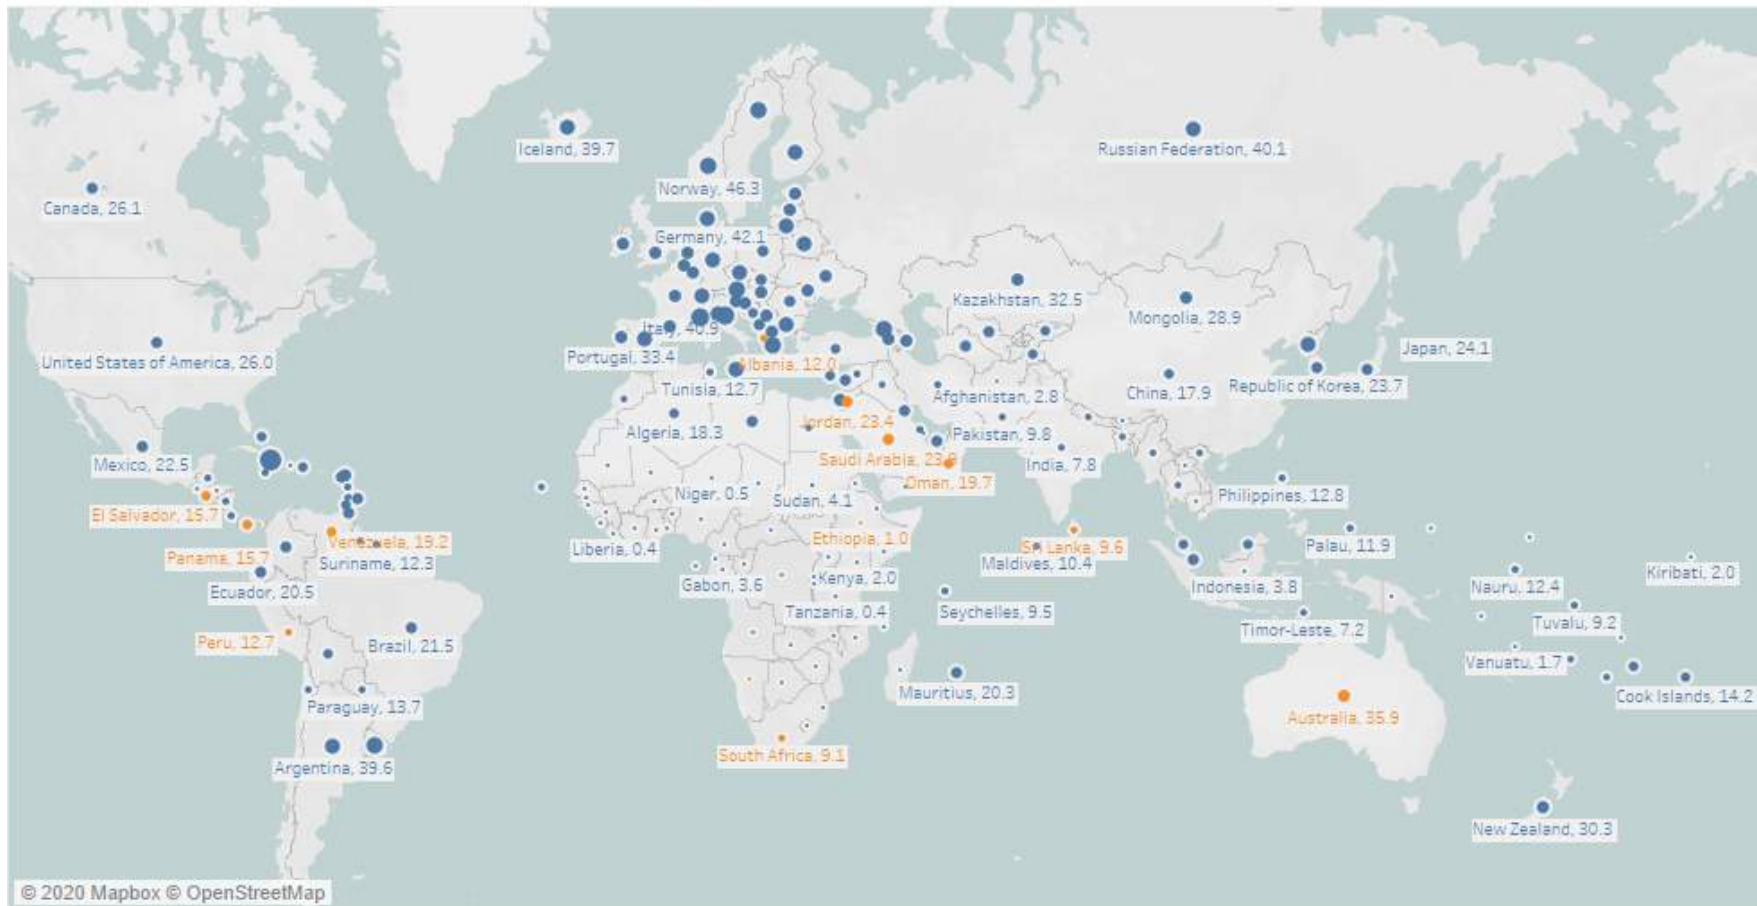 Iceland, 39.7
Russian Federation, 40.1
Norway, 46.3
Canada, 26.1
Germany, 42.1
Kazakhstan, 32.5
Mongolia, 28.9
Italy, 40.9
Japan, 24.1
United States of America, 26.0
Portugal, 33.4
Albania, 12.0
Tunisia, 12.7
Afghanistan, 2.8
China, 17.9
Republic of Korea, 23.7
Jordan, 23.4
Algeria, 18.3
Pakistan, 9.8
Mexico, 22.5
Saudi Arabia, 23.9
India, 7.8
Oman, 19.7
Niger, 0.5
Sudan, 4.1
Philippines, 12.8
El Salvador, 15.7
Venezuela, 19.2
Ethiopia, 1.0
Liberia, 0.4
Sri Lanka, 9.6
Palau, 11.9
Panama, 15.7
Suriname, 12.3
Maldives, 10.4
Kiribati, 2.0
Gabon, 3.6
Kenya, 2.0
Indonesia, 3.8
Nauru, 12.4
Ecuador, 20.5
Tanzania, 0.4
Seychelles, 9.5
Timor-Leste, 7.2
Tuvalu, 9.2
Peru, 12.7
Brazil, 21.5
Vanuatu, 1.7
Mauritius, 20.3
Cook Islands, 14.2
Paraguay, 13.7
Australia, 35.9
South Africa, 9.1
Argentina, 39.6
New Zealand, 30.3
© 2020 Mapbox © OpenStreetMap